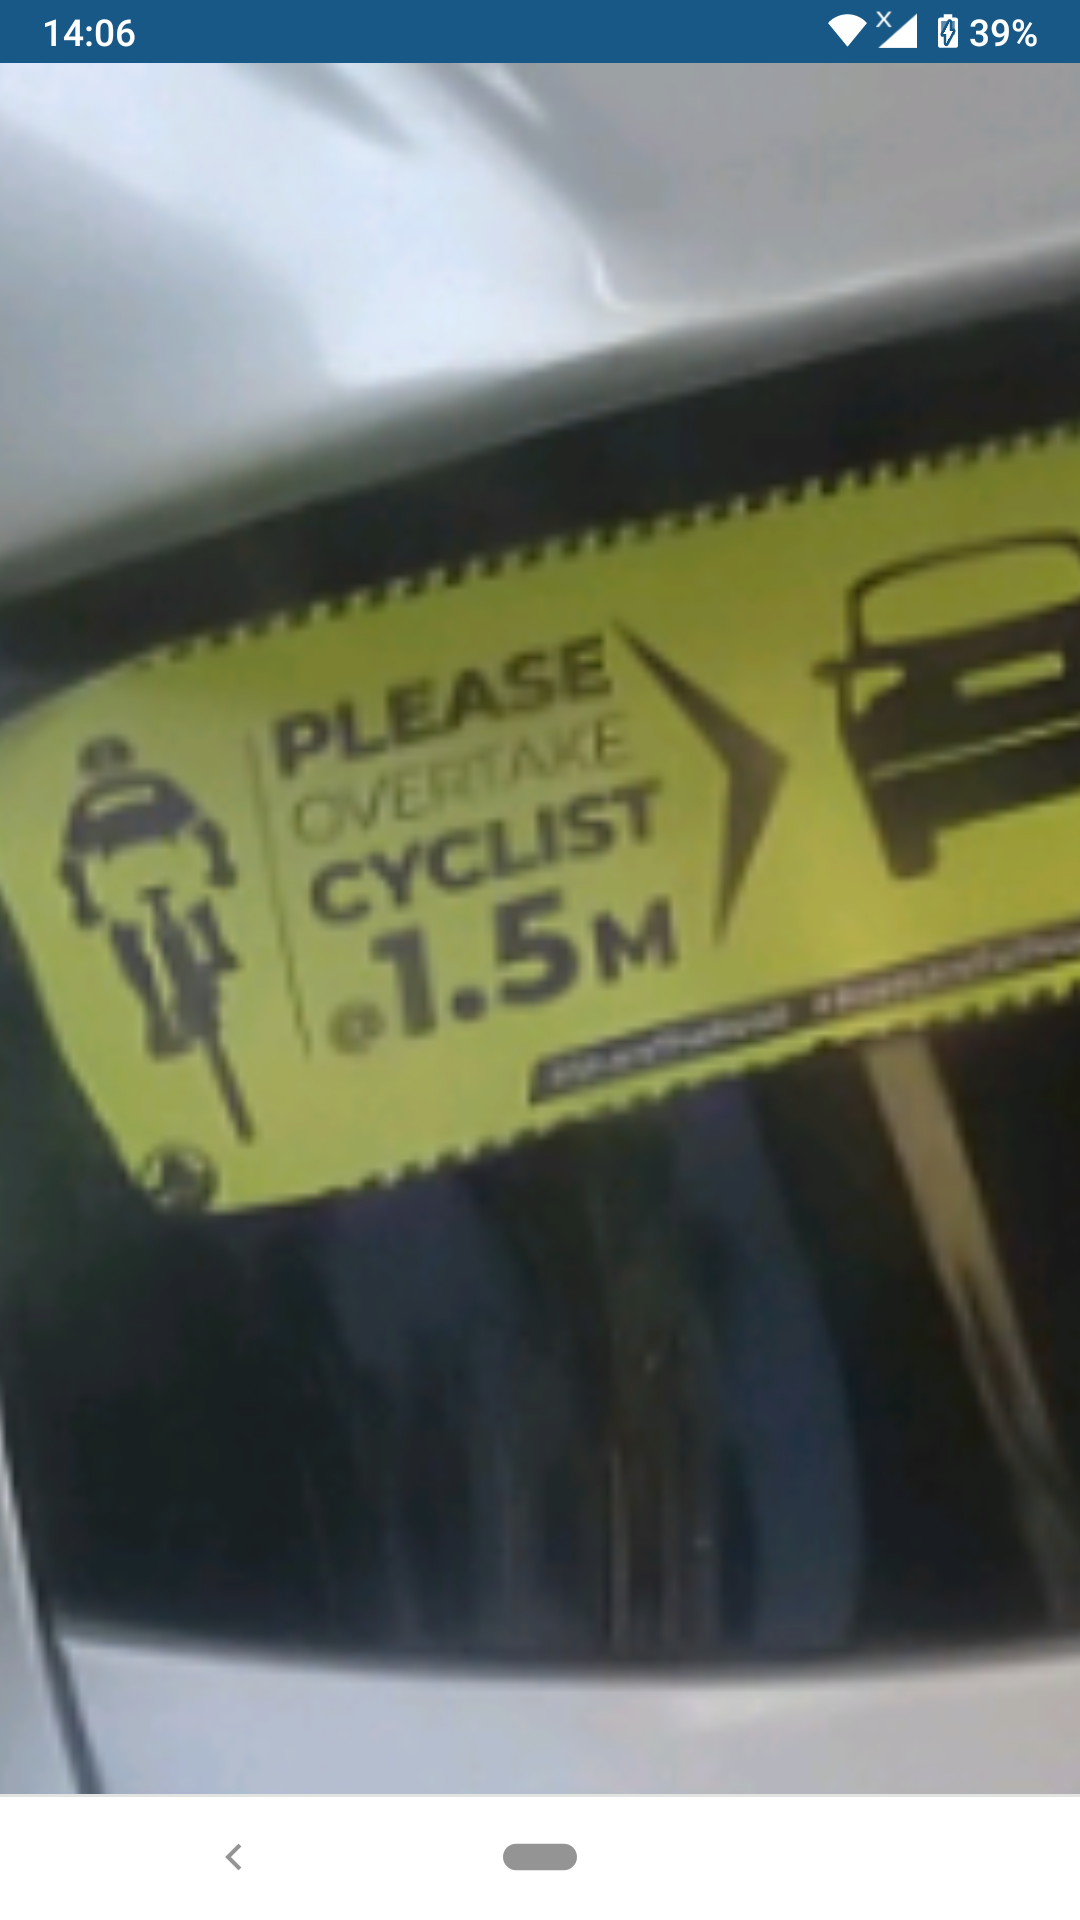 14:06
X
39%
PLEASE
OVERTAKE
CYCLIST
@1.5M